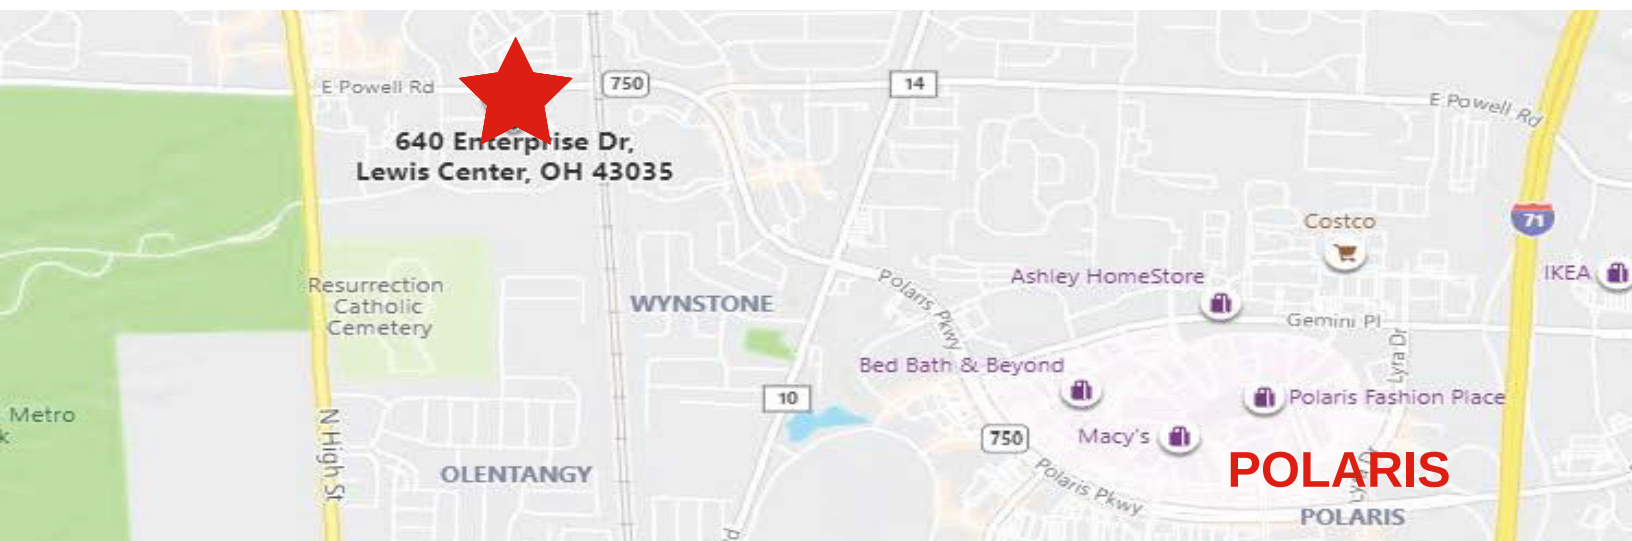 E Powell Rd
750
14
E Powell Rd
640 Enterprise Dr,
Lewis Center, OH 43035
Costco
71
Ashley HomeStore
IKEA
Resurrection
Catholic
Cemetery
WYNSTONE
Polaris Pkwy
Gemini Pl
Lyra Dr
Bed Bath & Beyond
10
Polaris Fashion Place
Metro
k
N High St
750
Macy's
POLARIS
OLENTANGY
Polaris Pkwy
POLARIS